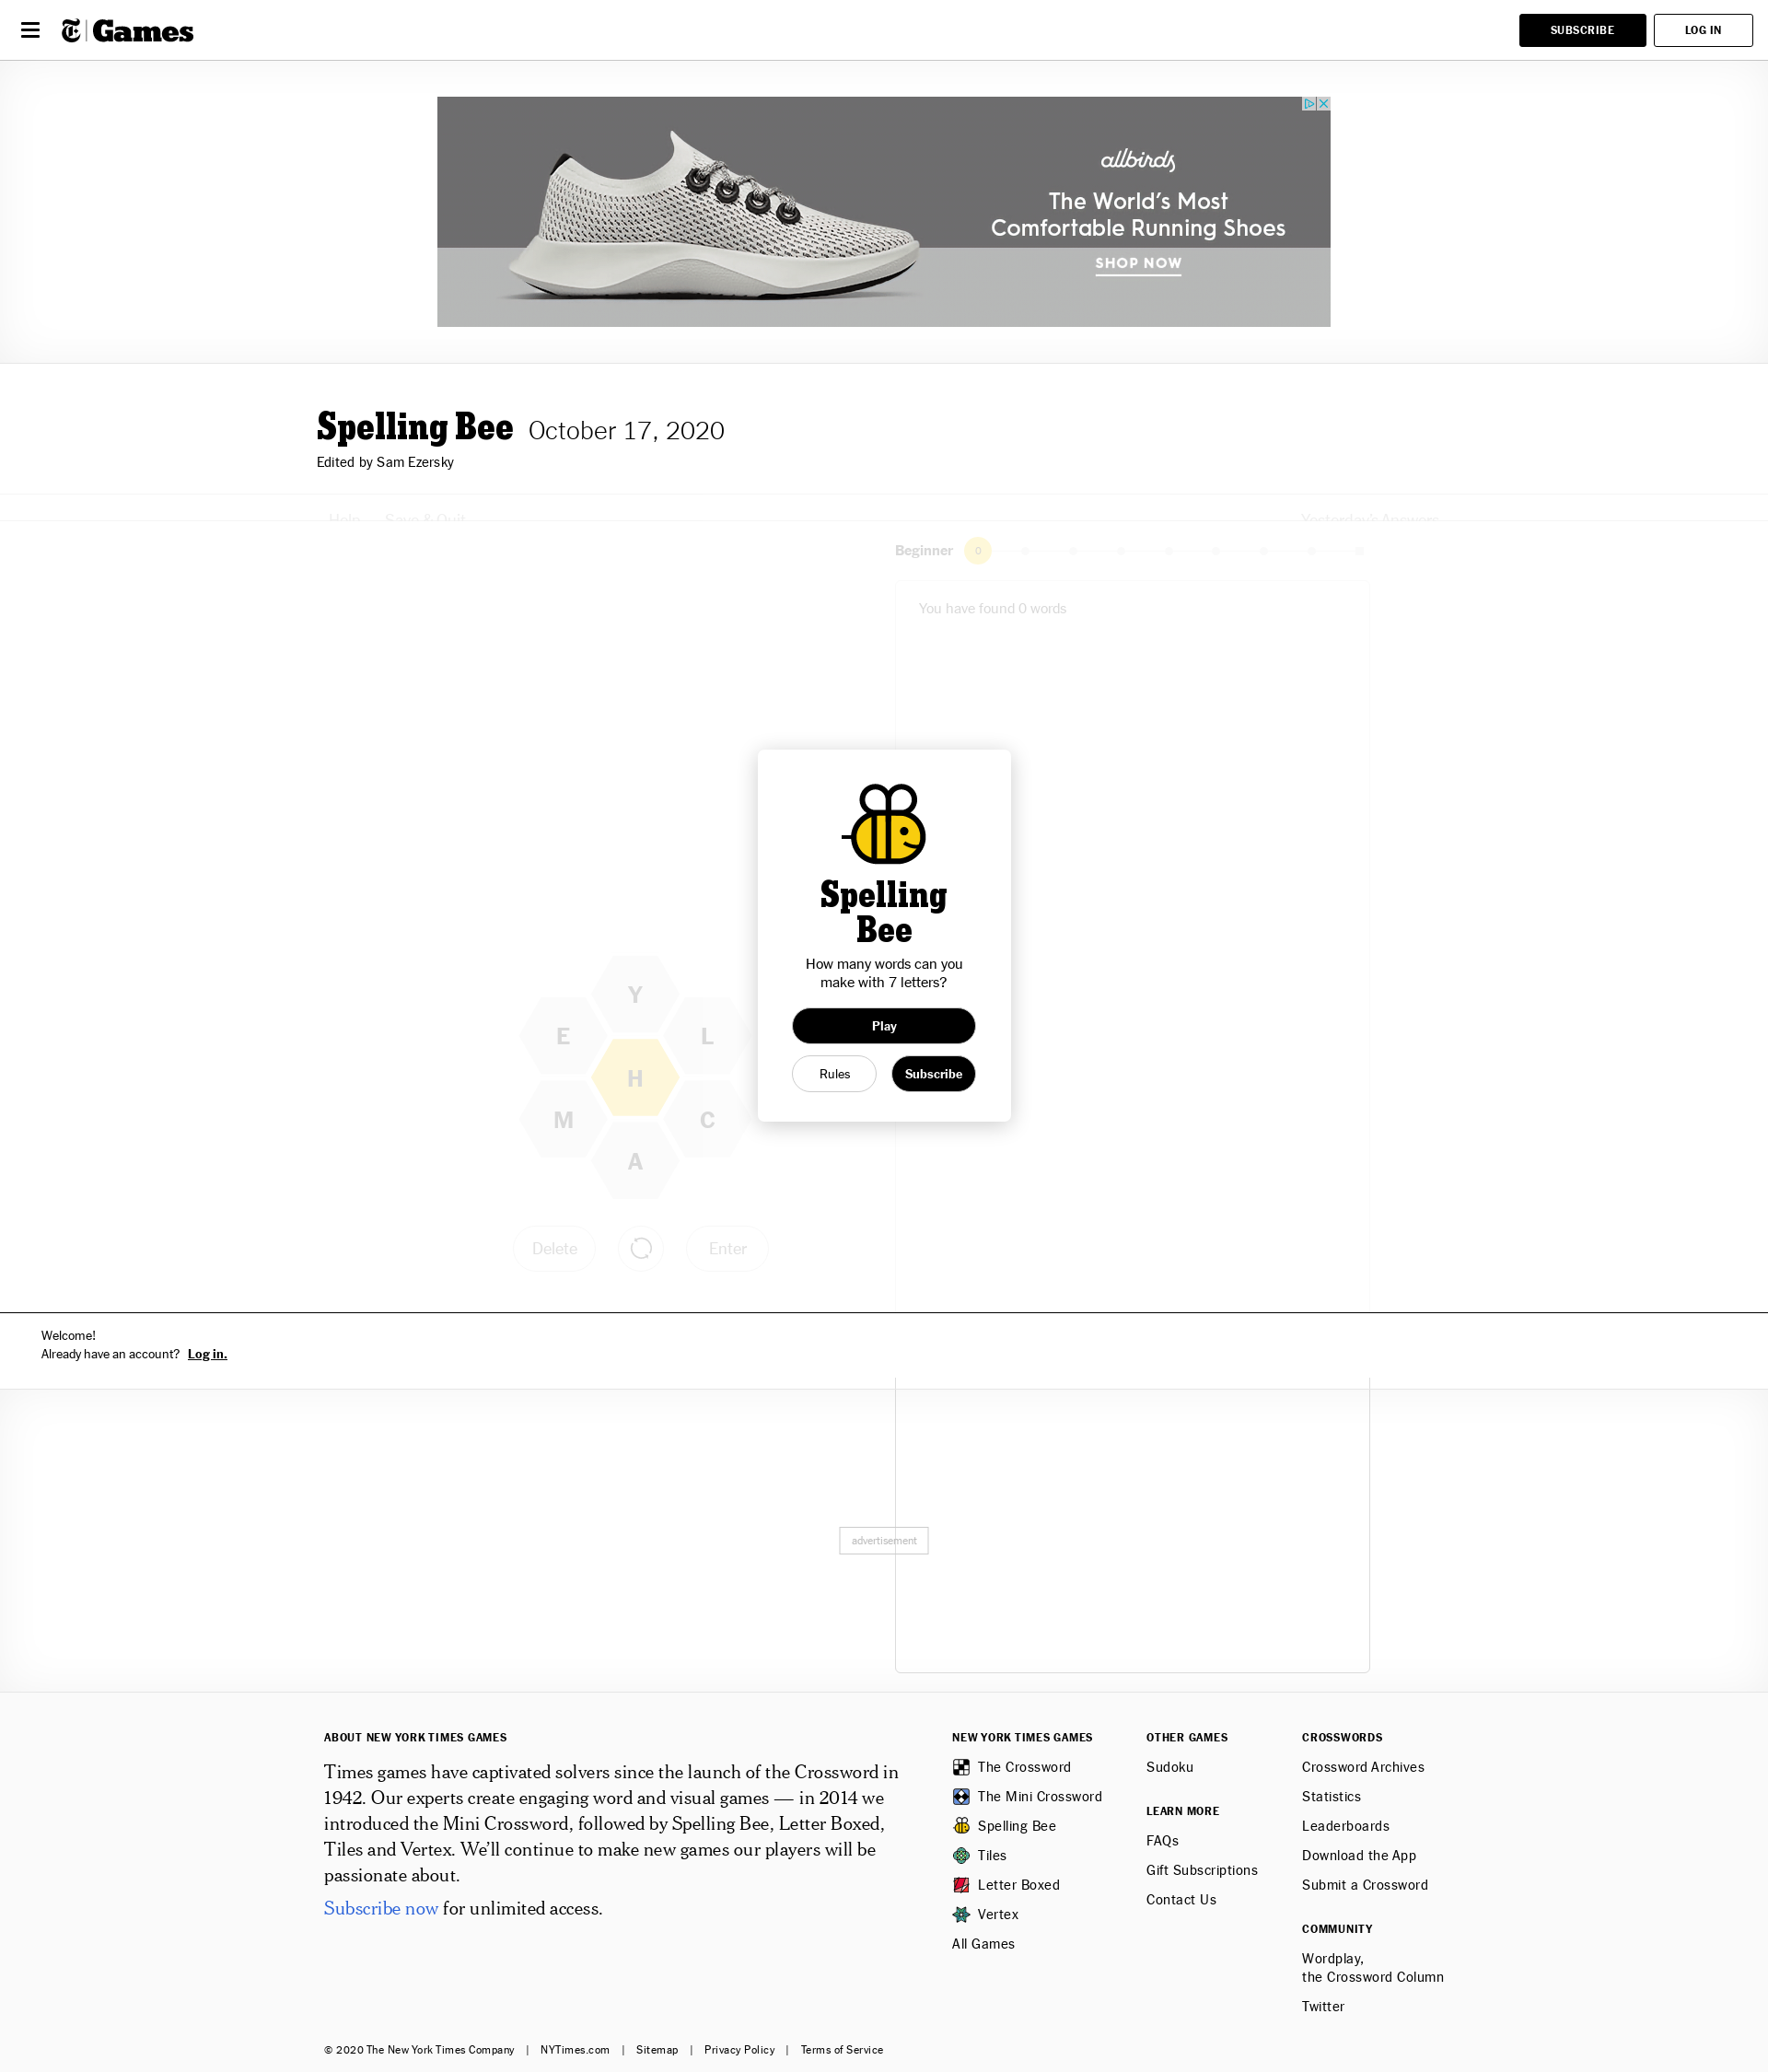 T Games
SUBSCRIBE
LOG IN
allbirds
The World's Most
Comfortable Running Shoes
SHOP NOW
Spelling Bee October 17, 2020
Edited by Sam Ezersky
Help Save & Quit Yesterday's Answers
Beginner 0
You have found 0 words
Spelling
Bee
How many words can you
make with 7 letters?
Play
Rules
Subscribe
Y
E
L
H
M
C
A
Delete
Enter
Welcome!
Already have an account? Log in.
advertisement
ABOUT NEW YORK TIMES GAMES
Times games have captivated solvers since the launch of the Crossword in
1942. Our experts create engaging word and visual games — in 2014 we
introduced the Mini Crossword, followed by Spelling Bee, Letter Boxed,
Tiles and Vertex. We’ll continue to make new games our players will be
passionate about.
Subscribe now for unlimited access.
NEW YORK TIMES GAMES
The Crossword
The Mini Crossword
Spelling Bee
Tiles
Letter Boxed
Vertex
All Games
OTHER GAMES
Sudoku
LEARN MORE
FAQs
Gift Subscriptions
Contact Us
CROSSWORDS
Crossword Archives
Statistics
Leaderboards
Download the App
Submit a Crossword
COMMUNITY
Wordplay,
the Crossword Column
Twitter
© 2020 The New York Times Company | NYTimes.com | Sitemap | Privacy Policy | Terms of Service